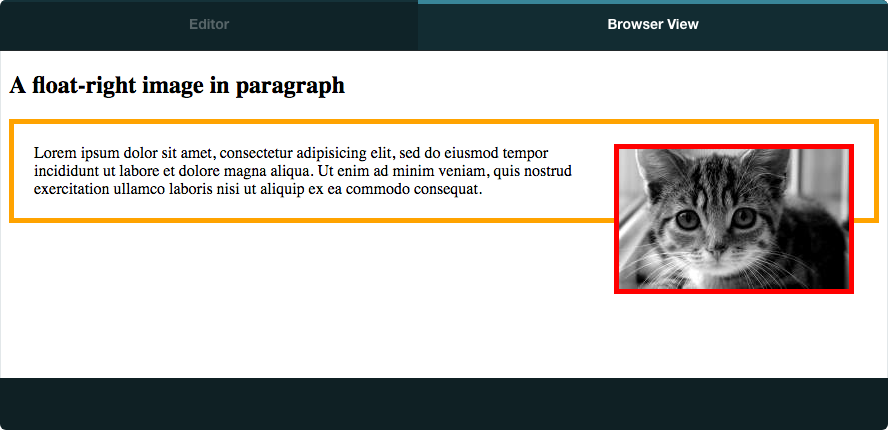 Editor
Browser View
A float-right image in paragraph
Lorem ipsum dolor sit amet, consectetur adipisicing elit, sed do eiusmod tempor
incididunt ut labore et dolore magna aliqua. Ut enim ad minim veniam, quis nostrud
exercitation ullamco laboris nisi ut aliquip ex ea commodo consequat.